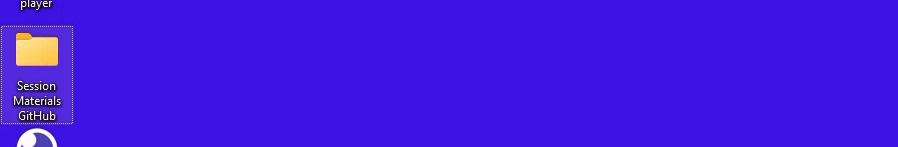 player
Session
Materials
GitHub